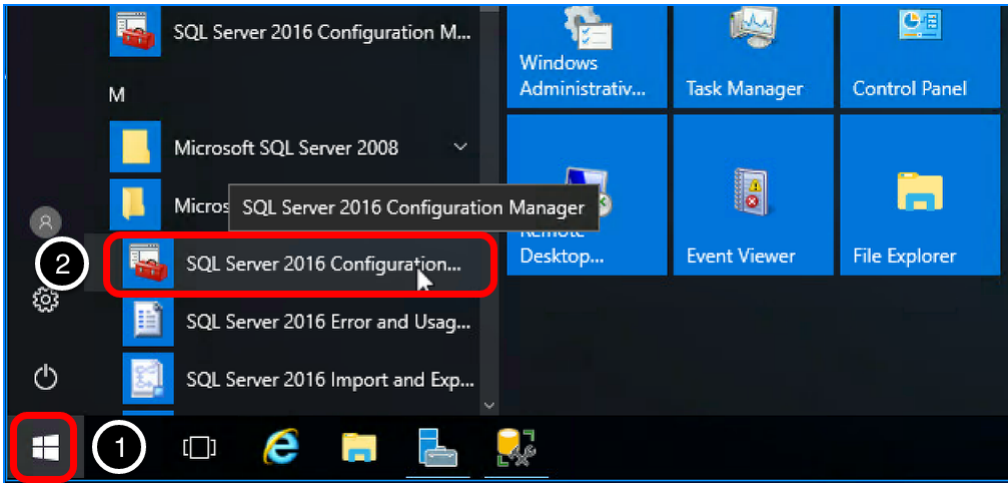 SQL Server 2016 Configuration M...
M
Microsoft SQL Server 2008
Micros
SQL Server 2016 Configuration Manager
2
SQL Server 2016 Configuration...
SQL Server 2016 Error and Usag...
SQL Server 2016 Import and Exp...
Windows
Administrativ...
Task Manager
Control Panel
Remote
Desktop...
Event Viewer
File Explorer
1